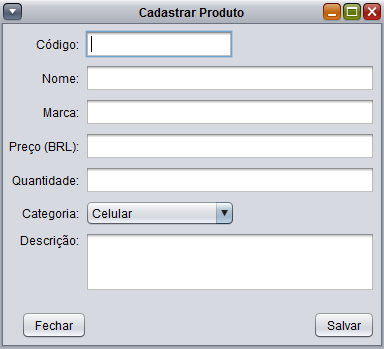 Cadastrar Produto
Código:
Nome:
Marca:
Preço (BRL):
Quantidade:
Categoria: Celular
Descrição:
Fechar Salvar